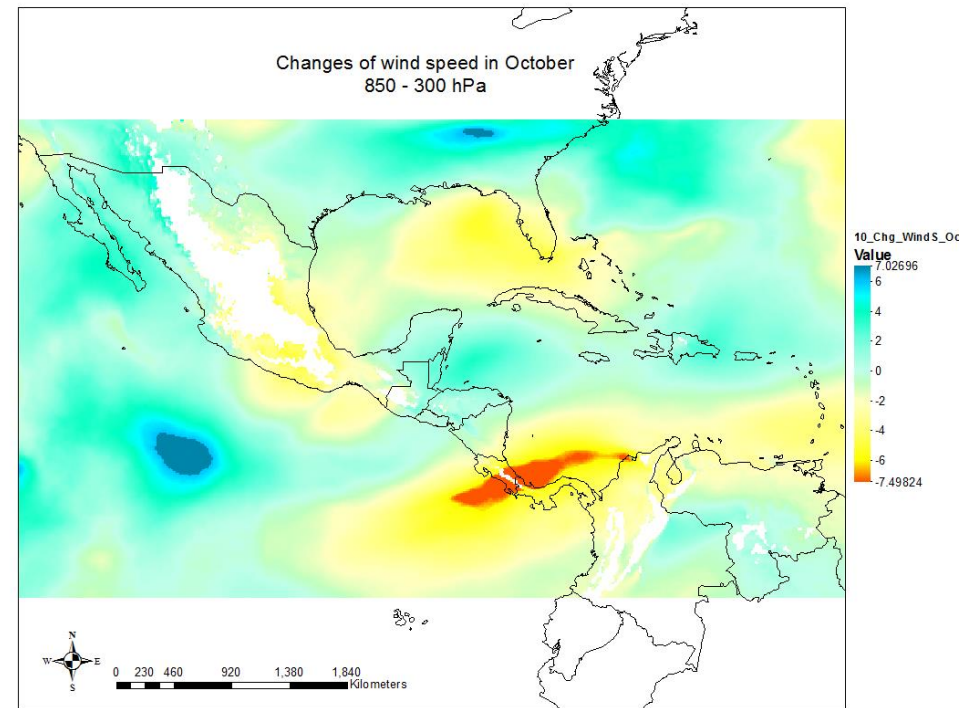 Changes of wind speed in October
850 - 300 hPa
10_Chg_WindS_Oc
Value
7.02696
6
4
2
0
-2
-4
-6
-7.49824
N
W E
S
0 230 460 920 1,380 1,840
Kilometers